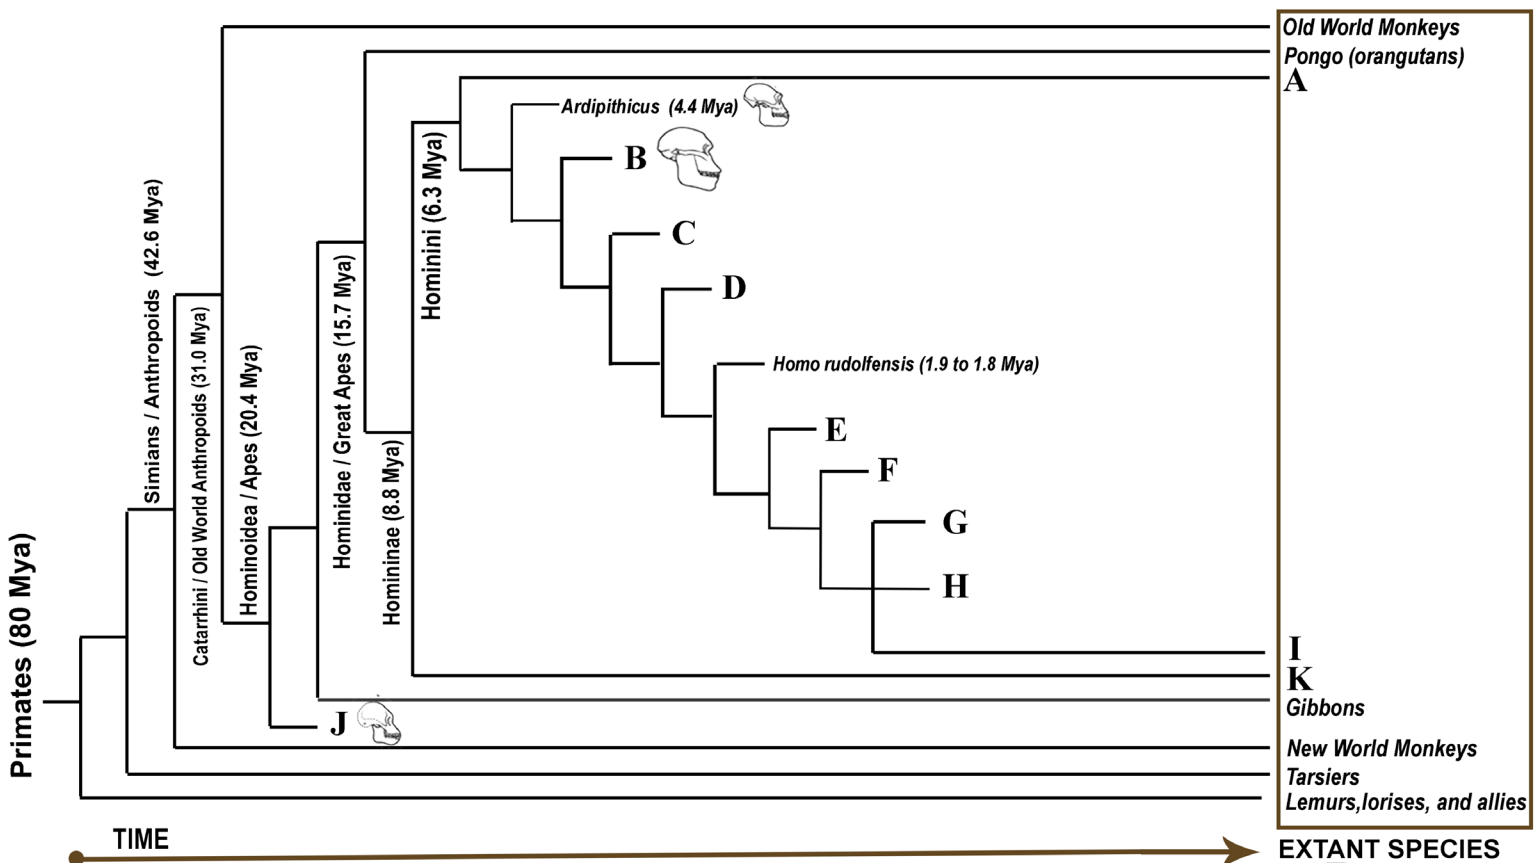 Old World Monkeys
Pongo (orangutans)
A
Ardipithicus (4.4 Mya)
B
C
D
Homo rudolfensis (1.9 to 1.8 Mya)
E
F
G
H
I
K
Gibbons
J
New World Monkeys
Tarsiers
Lemurs,lorises, and allies
Primates (80 Mya)
Simians / Anthropoids (42.6 Mya)
Catarrhini / Old World Anthropoids (31.0 Mya)
Hominoidea / Apes (20.4 Mya)
Hominidae / Great Apes (15.7 Mya)
Homininae (8.8 Mya)
Hominini (6.3 Mya)
TIME
EXTANT SPECIES